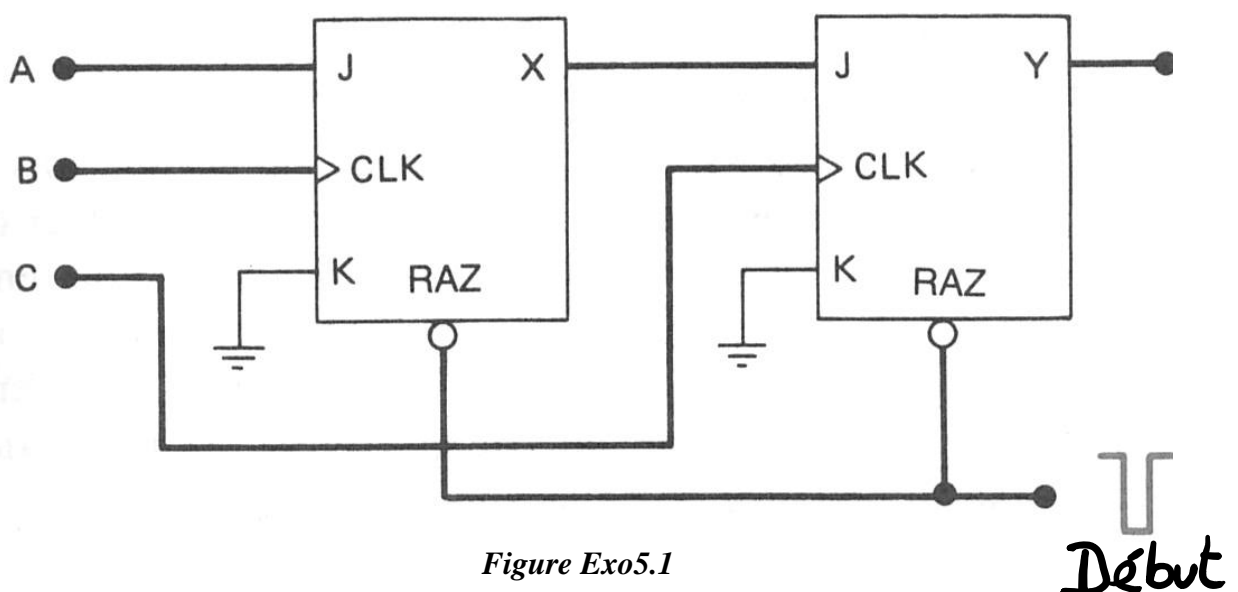 A J X J Y
B CLK CLK
C K RAZ K RAZ
Figure Exo5.1
Début